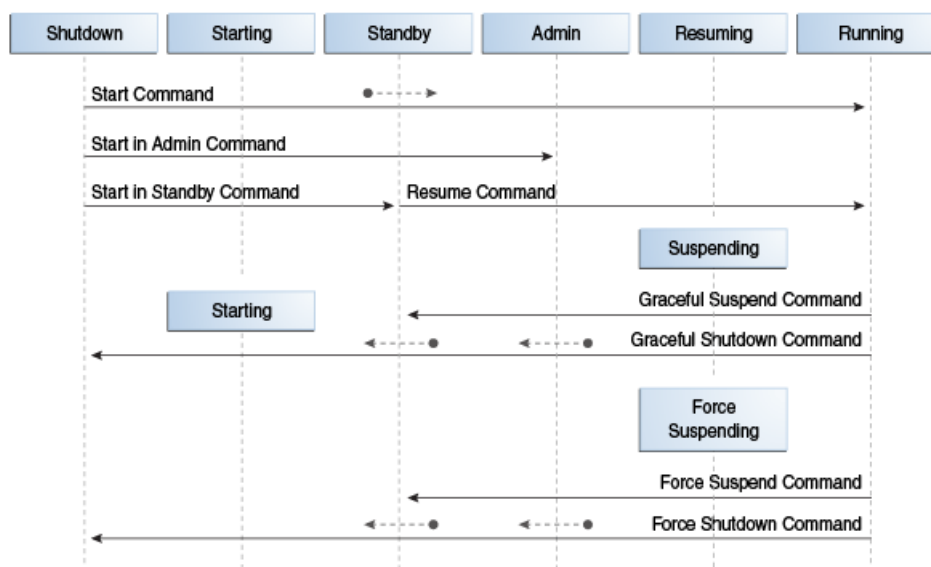 Shutdown
Starting
Standby
Admin
Resuming
Running
Start Command
Start in Admin Command
Start in Standby Command
Resume Command
Suspending
Starting
Graceful Suspend Command
Graceful Shutdown Command
Force
Suspending
Force Suspend Command
Force Shutdown Command